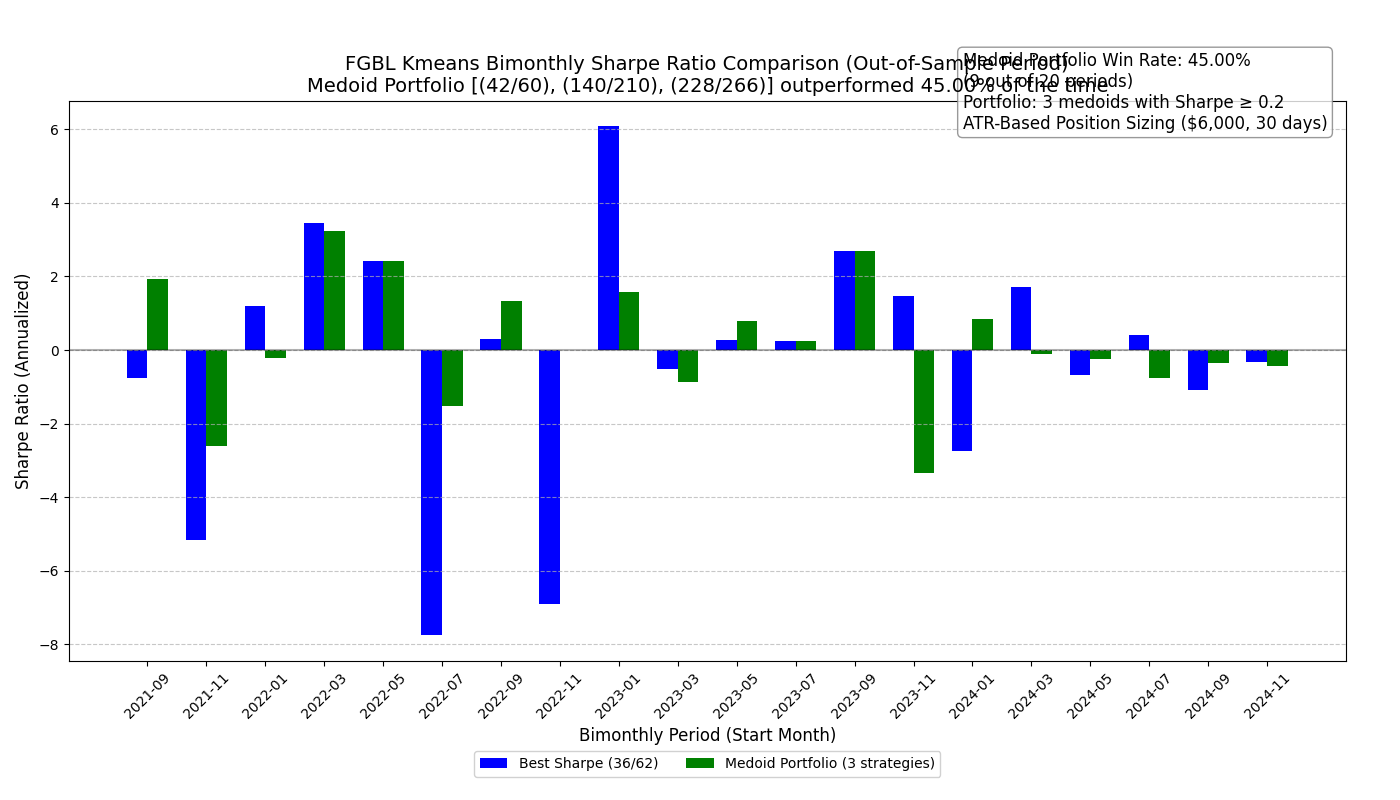 FGBL Kmeans Bimonthly Sharpe Ratio Comparison (Out-of-Sample Period)
Medoid Portfolio [(42/60), (140/210), (228/266)] outperformed 45.00% of the time
Medoid Portfolio Win Rate: 45.00%
(9 out of 20 periods)
Portfolio: 3 medoids with Sharpe ≥ 0.2
ATR-Based Position Sizing ($6,000, 30 days)
Sharpe Ratio (Annualized)
6
4
2
0
−2
−4
−6
−8
2021-09
2021-11
2022-01
2022-03
2022-05
2022-07
2022-09
2022-11
2023-01
2023-03
2023-05
2023-07
2023-09
2023-11
2024-01
2024-03
2024-05
2024-07
2024-09
2024-11
Bimonthly Period (Start Month)
Best Sharpe (36/62)
Medoid Portfolio (3 strategies)